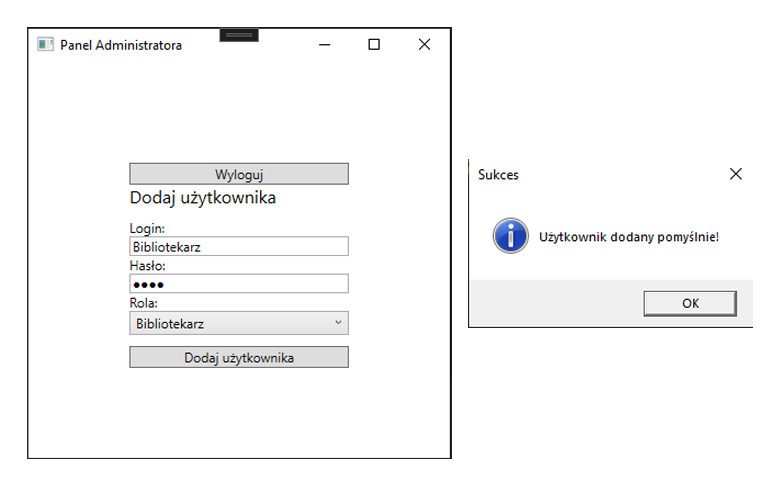 Panel Administratora
Wyloguj
Dodaj użytkownika
Login:
Bibliotekarz
Hasło:
●●●●
Rola:
Bibliotekarz
Dodaj użytkownika
Sukces
Użytkownik dodany pomyślnie!
OK